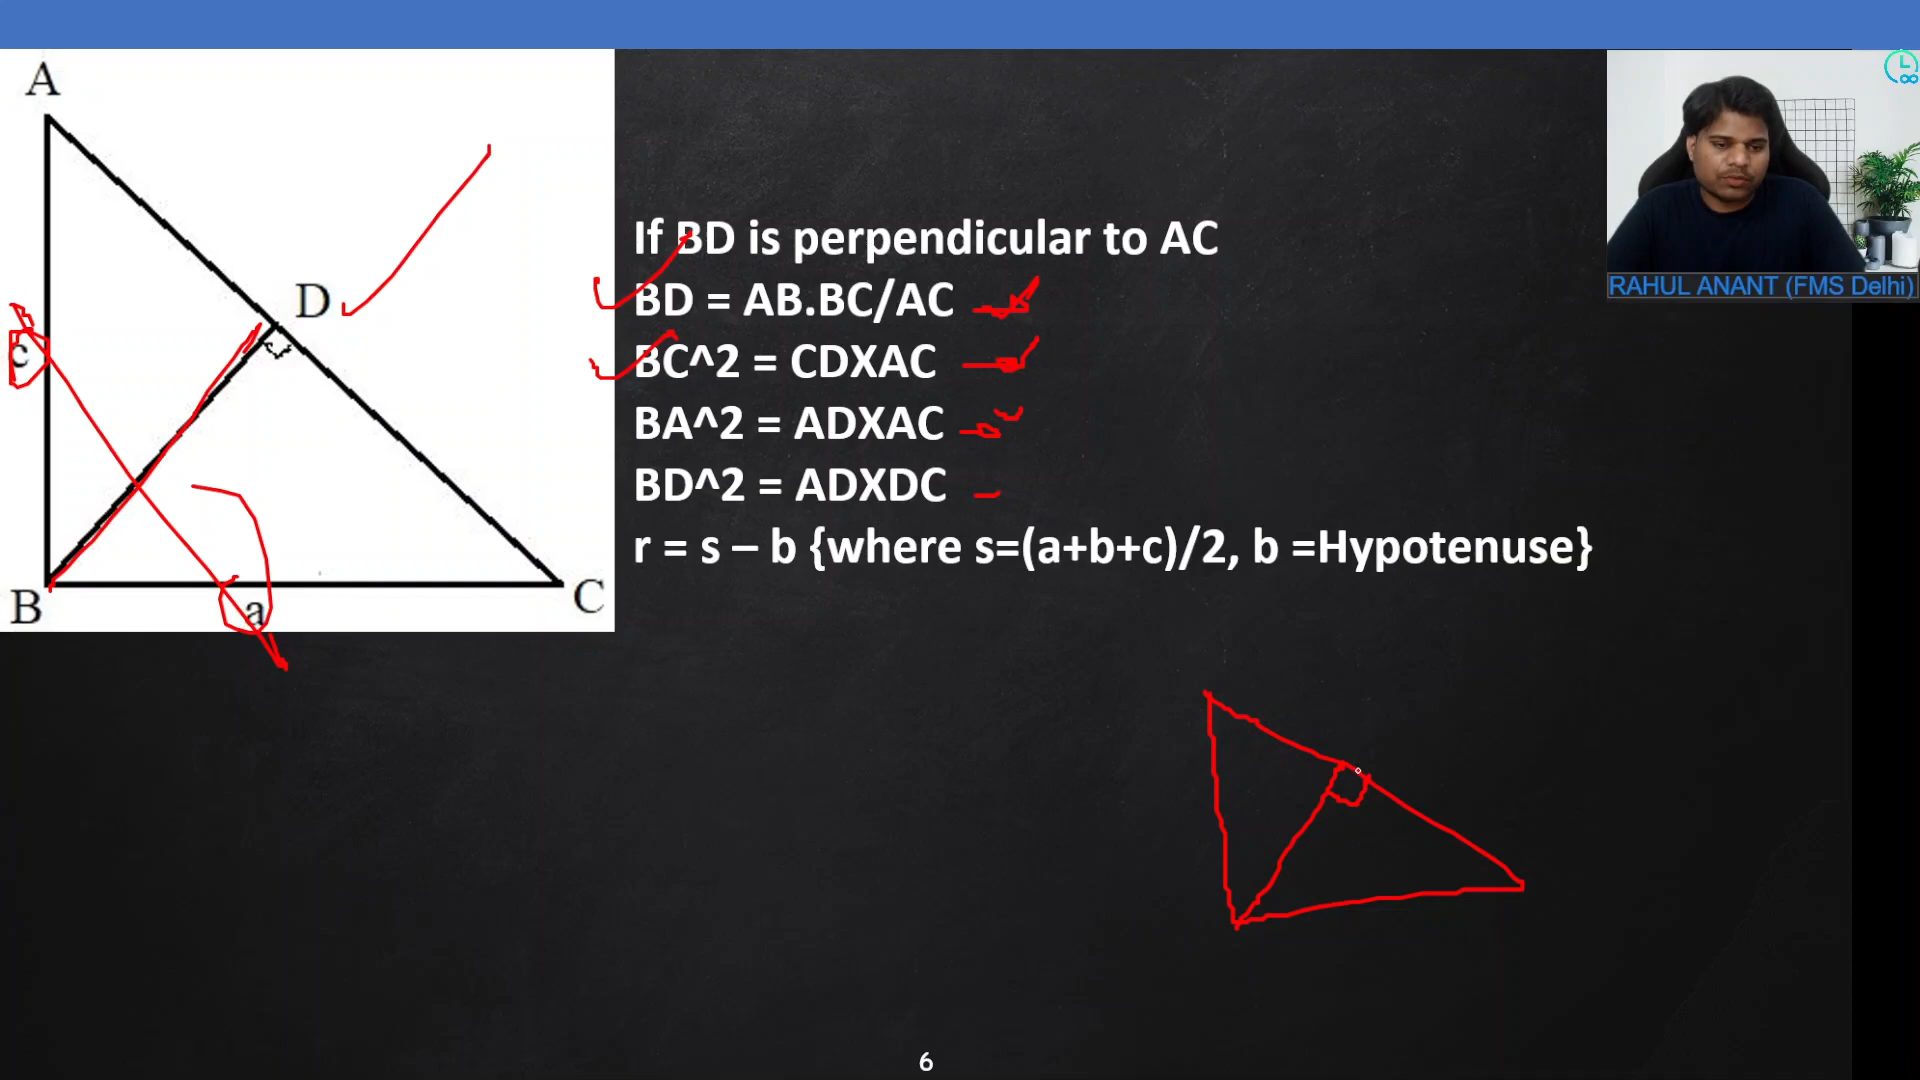 A
D
c
B
a
C
If BD is perpendicular to AC
BD = AB.BC/AC
BC^2 = CDXAC
BA^2 = ADXAC
BD^2 = ADXDC
r = s – b {where s=(a+b+c)/2, b =Hypotenuse}
RAHUL ANANT (FMS Delhi)
6